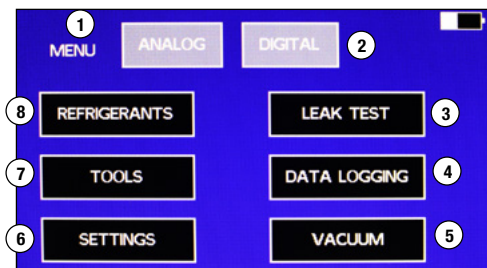 1
MENU ANALOG DIGITAL 2
8 REFRIGERANTS LEAK TEST 3
7 TOOLS DATA LOGGING 4
6 SETTINGS VACUUM 5